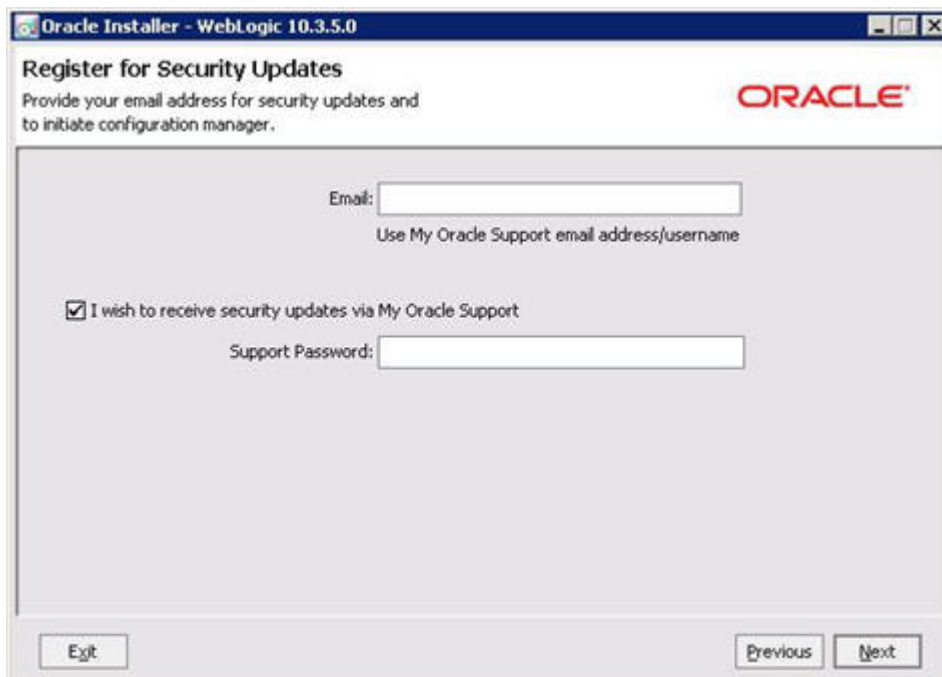 Oracle Installer - WebLogic 10.3.5.0
Register for Security Updates
Provide your email address for security updates and
to initiate configuration manager.
ORACLE
Email:
Use My Oracle Support email address/username
I wish to receive security updates via My Oracle Support
Support Password:
Exit
Previous
Next